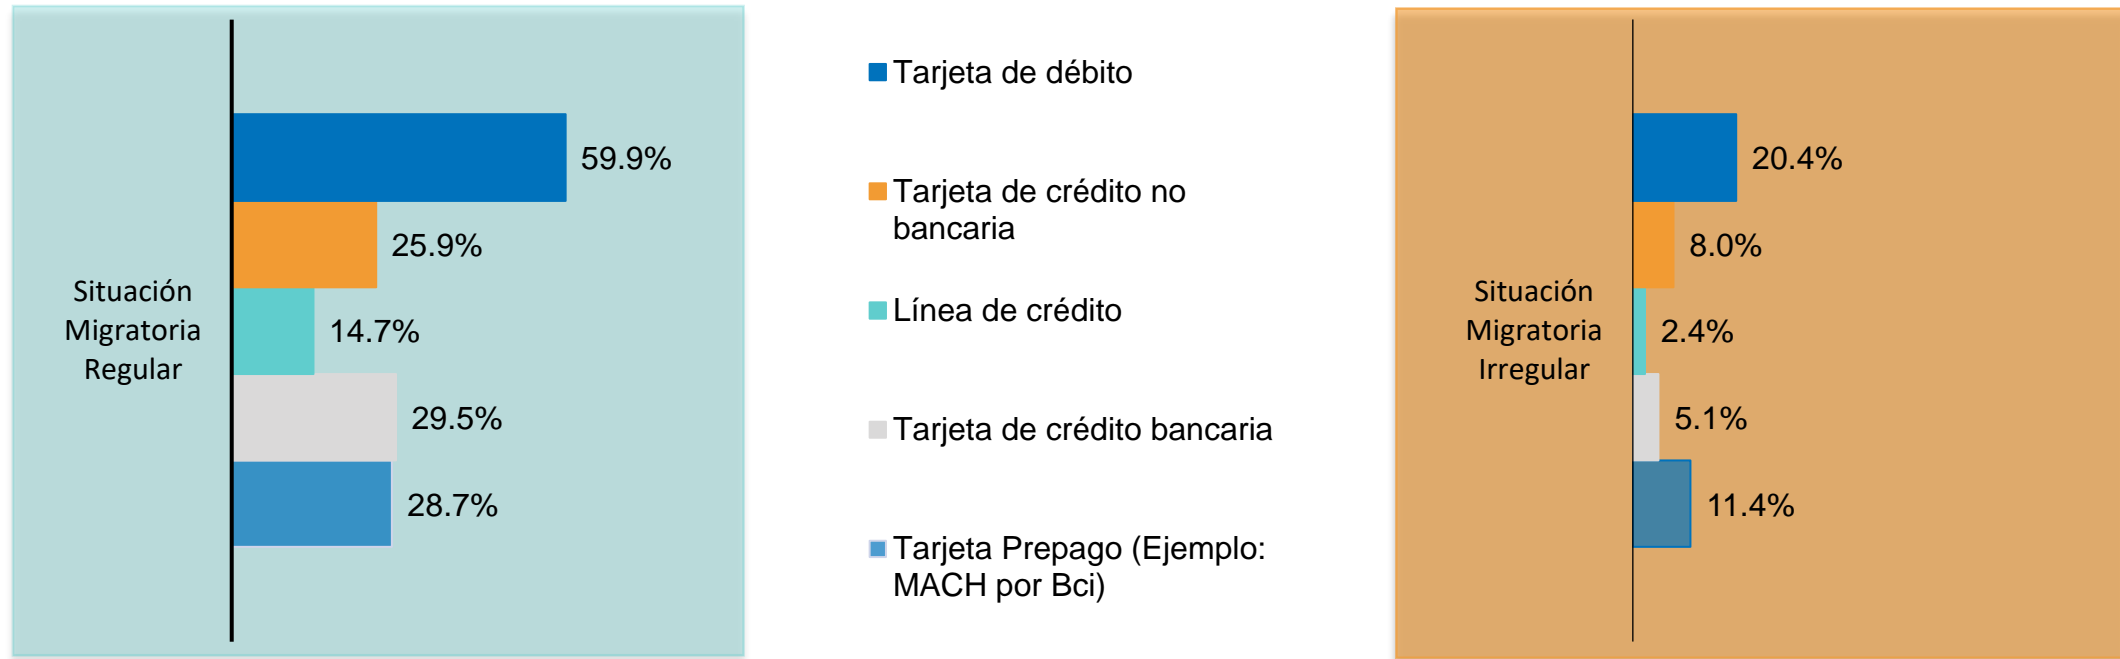 Situación
Migratoria
Regular
59.9%
25.9%
14.7%
29.5%
28.7%
Tarjeta de débito
Tarjeta de crédito no
bancaria
Línea de crédito
Tarjeta de crédito bancaria
Tarjeta Prepago (Ejemplo:
MACH por Bci)
Situación
Migratoria
Irregular
20.4%
8.0%
2.4%
5.1%
11.4%